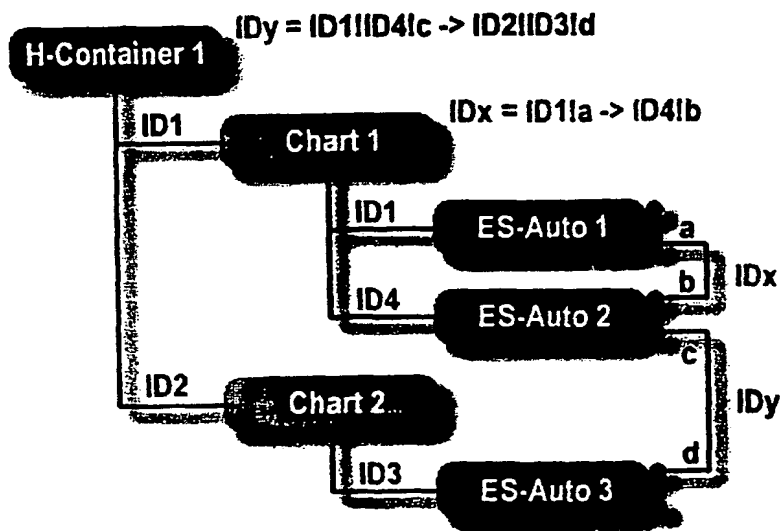 IDy = ID1!ID4!c -> ID2!ID3!d
H-Container 1
ID1
IDx = ID1!a -> ID4!b
Chart 1
ID1
ES-Auto 1
a
b
IDx
ID4
ES-Auto 2
c
ID2
Chart 2...
IDy
d
ID3
ES-Auto 3